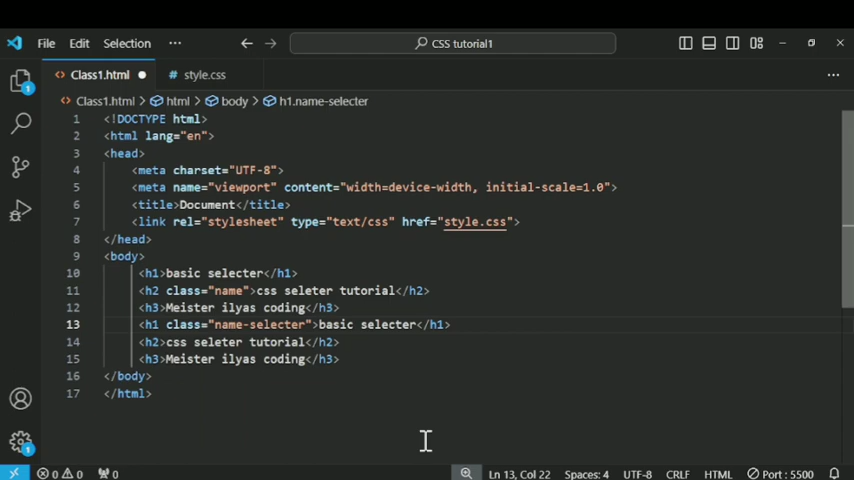 File Edit Selection ··· CSS tutorial1
Class1.html style.css ···
Class1.html > html > body > h1.name-selecter
1 <!DOCTYPE html>
2 <html lang="en">
3 <head>
4 <meta charset="UTF-8">
5 <meta name="viewport" content="width=device-width, initial-scale=1.0">
6 <title>Document</title>
7 <link rel="stylesheet" type="text/css" href="style.css">
8 </head>
9 <body>
10 <h1>basic selecter</h1>
11 <h2 class="name">css seleter tutorial</h2>
12 <h3>Meister ilyas coding</h3>
13 <h1 class="name-selecter">basic selecter</h1>
14 <h2>css seleter tutorial</h2>
15 <h3>Meister ilyas coding</h3>
16 </body>
17 </html>
1
1
0 0 0 Ln 13, Col 22 Spaces: 4 UTF-8 CRLF HTML Port : 5500